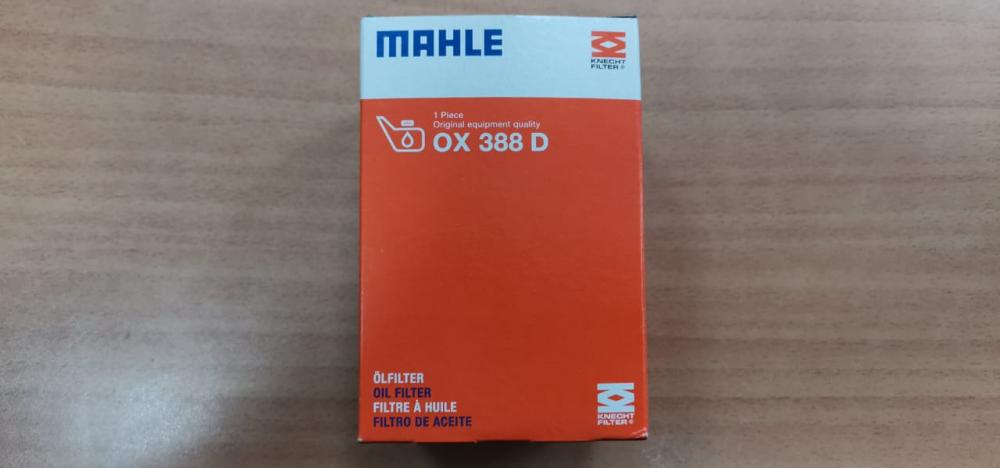 MAHLE
KNECHT
FILTER ®
1 Piece
Original equipment quality
OX 388 D
ÖLFILTER
OIL FILTER
FILTRE À HUILE
FILTRO DE ACEITE
KNECHT
FILTER ®